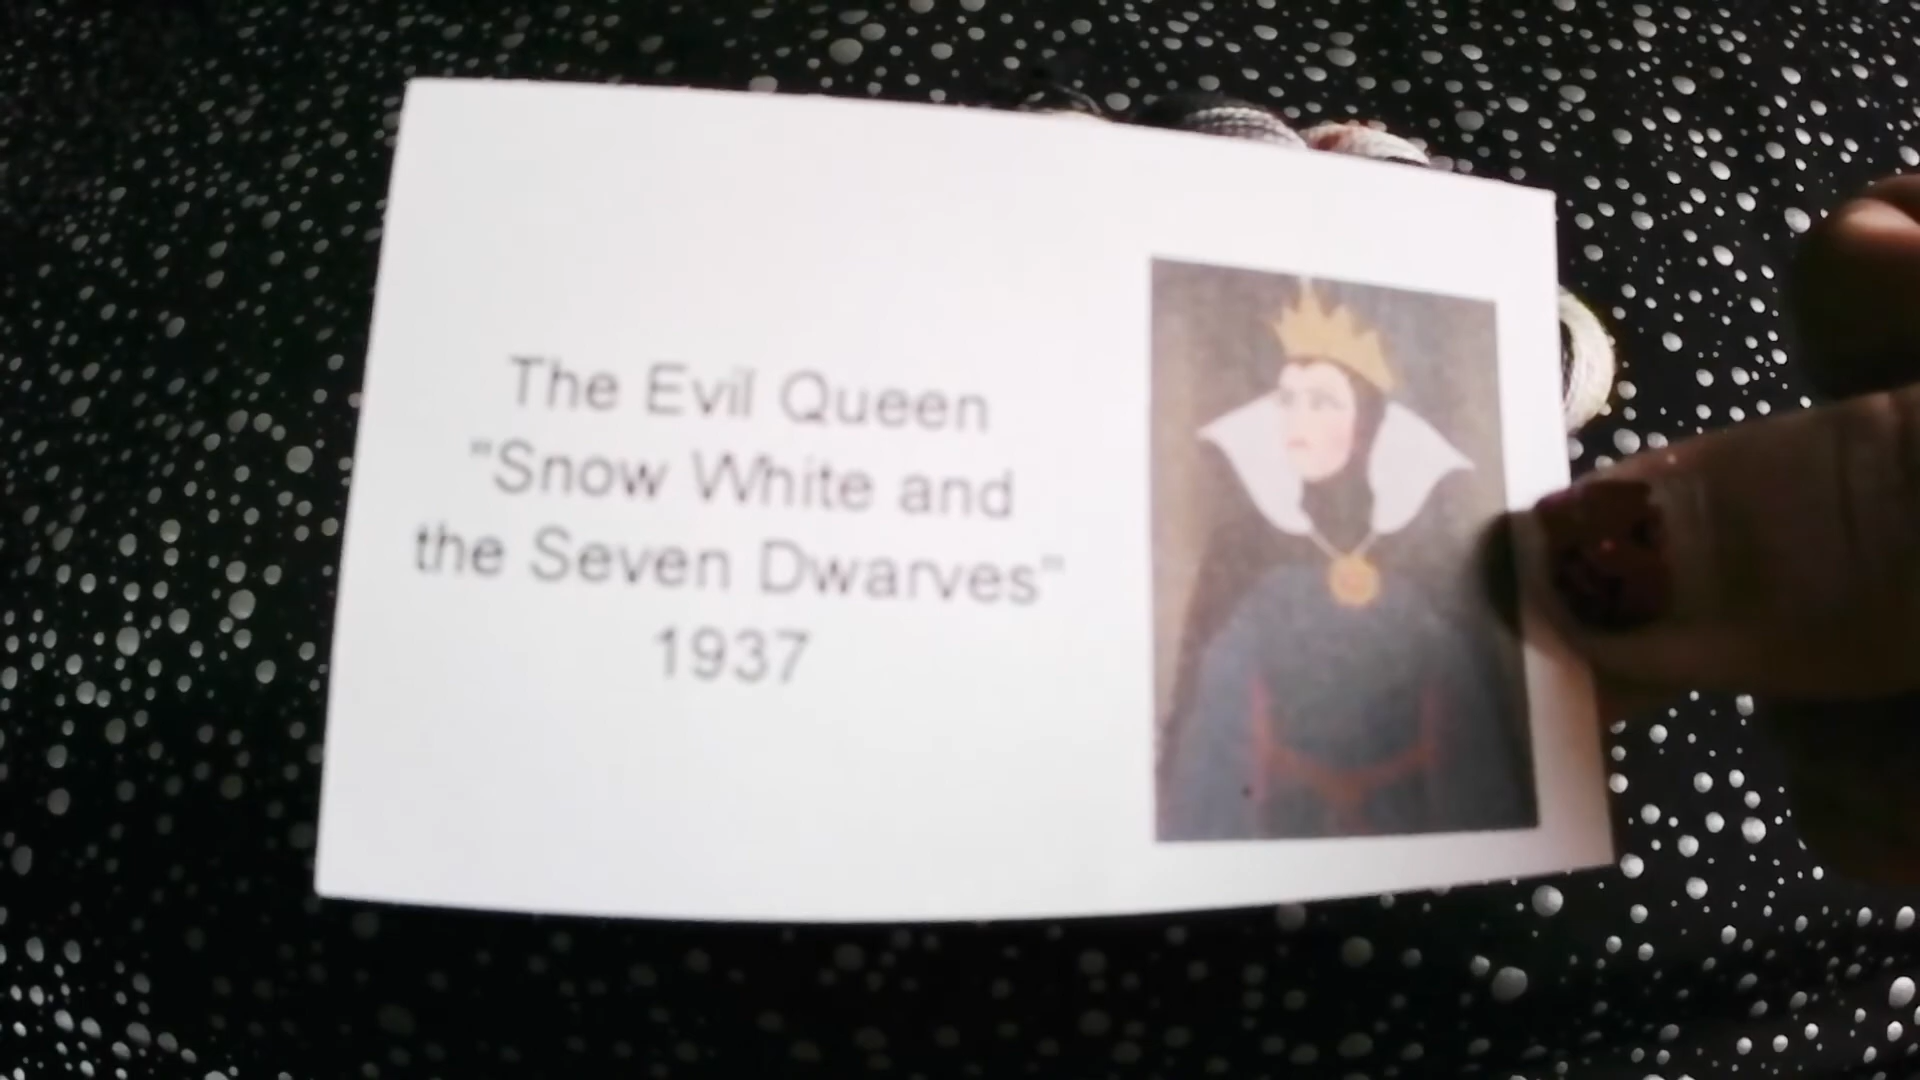 The Evil Queen
"Snow White and
the Seven Dwarves"
1937